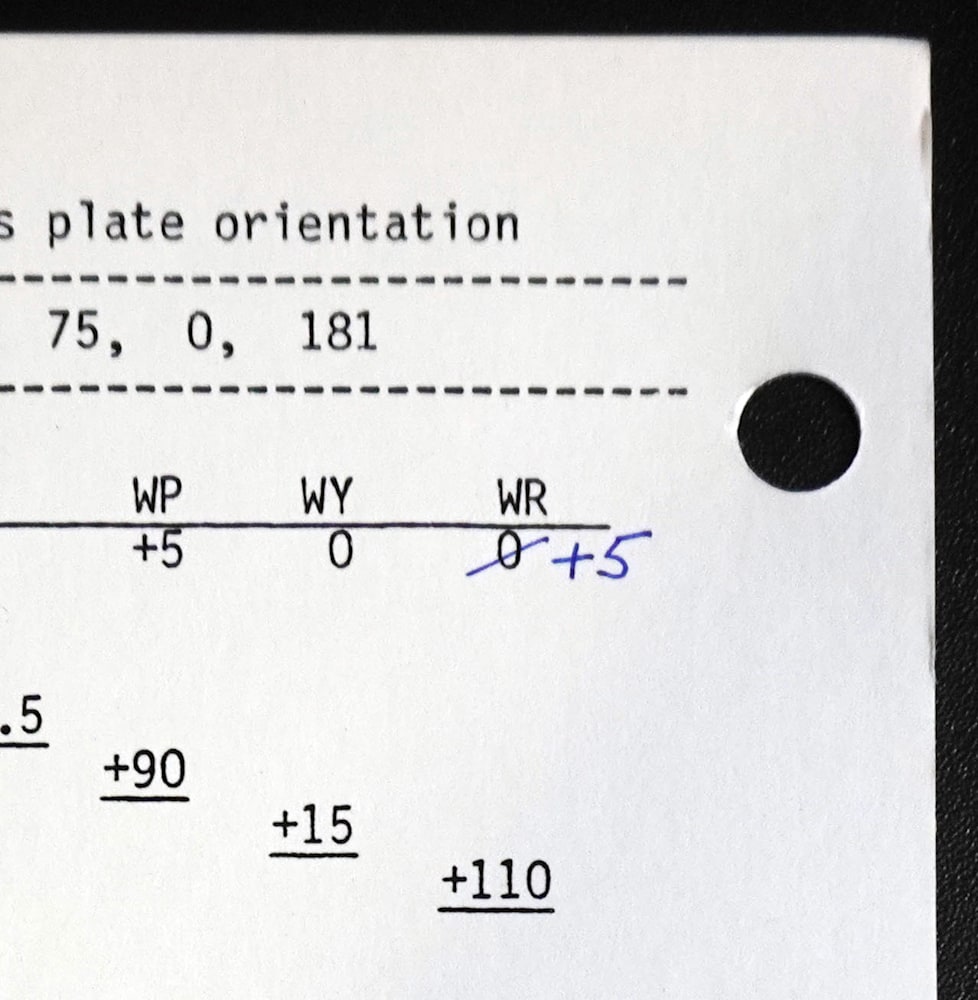 s plate orientation
75, 0, 181
WP WY WR
+5 0 0 +5
.5
+90
+15
+110